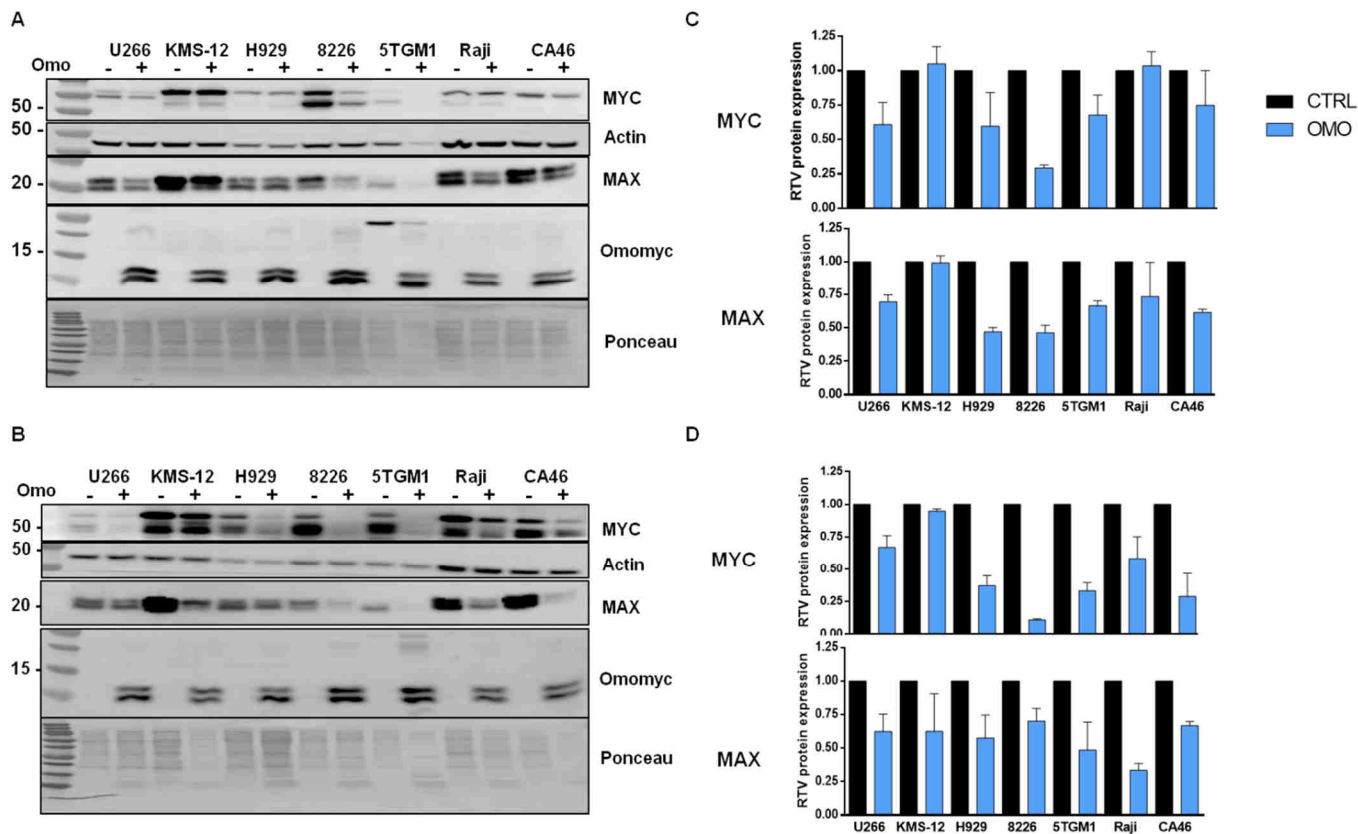 A
U266 KMS-12 H929 8226 5TGM1 Raji CA46
Omo - + - + - + - + - + - + - +
50 - MYC
50 - Actin
20 - MAX
15 - Omomyc
Ponceau
B
U266 KMS-12 H929 8226 5TGM1 Raji CA46
Omo - + - + - + - + - + - + - +
50 - MYC
50 - Actin
20 - MAX
15 - Omomyc
Ponceau
C
MYC
RTV protein expression
1.00
0.75
0.50
0.25
0.00
CTRL
OMO
MAX
RTV protein expression
1.25
1.00
0.75
0.50
0.25
0.00
U266 KMS-12 H929 8226 5TGM1 Raji CA46
D
MYC
RTV protein expression
1.25
1.00
0.75
0.50
0.25
0.00
MAX
RTV protein expression
1.25
1.00
0.75
0.50
0.25
0.00
U266 KMS-12 H929 8226 5TGM1 Raji CA46